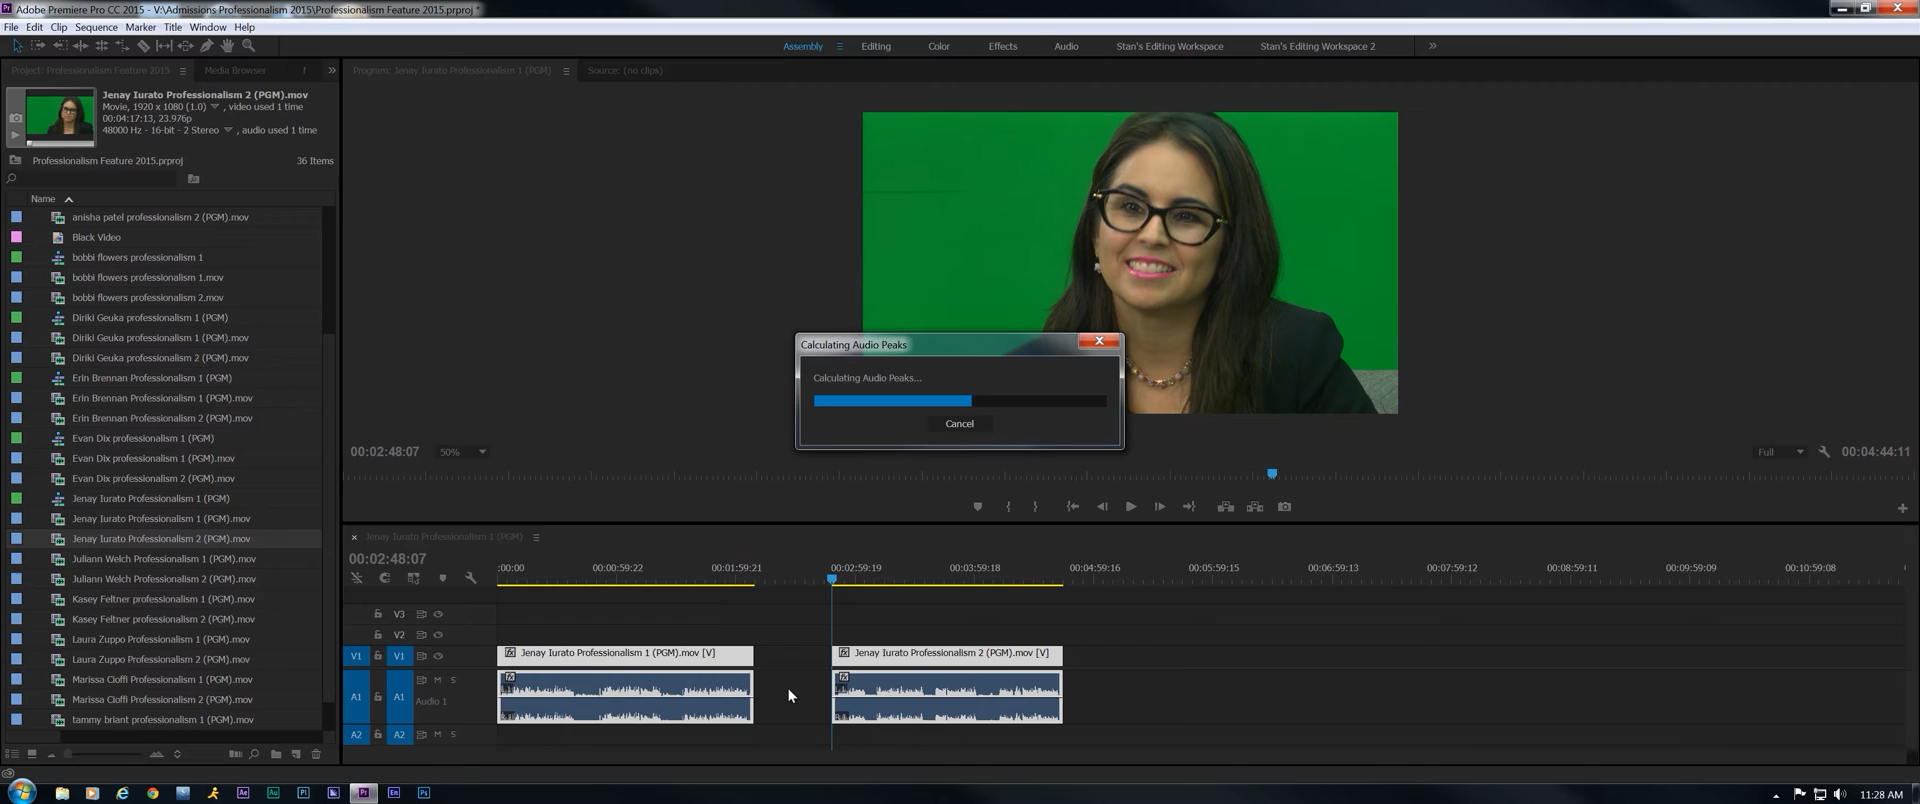 Adobe Premiere Pro CC 2015 - V:\Admissions Professionalism 2015\Professionalism Feature 2015.prproj *
File Edit Clip Sequence Marker Title Window Help
Assembly Editing Color Effects Audio Stan's Editing Workspace Stan's Editing Workspace 2
Project: Professionalism Feature 2015 Media Browser
Program: Jenay Iurato Professionalism 1 (PGM) Source: (no clips)
Jenay Iurato Professionalism 2 (PGM).mov
Movie, 1920 x 1080 (1.0) , video used 1 time
00:04:17:13, 23.976p
48000 Hz - 16-bit - 2 Stereo , audio used 1 time
Professionalism Feature 2015.prproj 36 Items
Name
anisha patel professionalism 2 (PGM).mov
Black Video
bobbi flowers professionalism 1
bobbi flowers professionalism 1.mov
bobbi flowers professionalism 2.mov
Diriki Geuka professionalism 1 (PGM)
Diriki Geuka professionalism 1 (PGM).mov
Diriki Geuka professionalism 2 (PGM).mov
Erin Brennan Professionalism 1 (PGM)
Erin Brennan Professionalism 1 (PGM).mov
Erin Brennan Professionalism 2 (PGM).mov
Evan Dix professionalism 1 (PGM)
Evan Dix professionalism 1 (PGM).mov
Evan Dix professionalism 2 (PGM).mov
Jenay Iurato Professionalism 1 (PGM)
Jenay Iurato Professionalism 1 (PGM).mov
Jenay Iurato Professionalism 2 (PGM).mov
Juliann Welch Professionalism 1 (PGM).mov
Juliann Welch Professionalism 2 (PGM).mov
Kasey Feltner professionalism 1 (PGM).mov
Kasey Feltner professionalism 2 (PGM).mov
Laura Zuppo Professionalism 1 (PGM).mov
Laura Zuppo Professionalism 2 (PGM).mov
Marissa Cioffi Professionalism 1 (PGM).mov
Marissa Cioffi Professionalism 2 (PGM).mov
tammy briant professionalism 1 (PGM).mov
Calculating Audio Peaks
Calculating Audio Peaks...
Cancel
00:02:48:07 50% Full 00:04:44:11
Jenay Iurato Professionalism 1 (PGM)
00:02:48:07
:00:00 00:00:59:22 00:01:59:21 00:02:59:19 00:03:59:18 00:04:59:16 00:05:59:15 00:06:59:13 00:07:59:12 00:08:59:11 00:09:59:09 00:10:59:08
V3
V2
V1 V1 fx Jenay Iurato Professionalism 1 (PGM).mov [V] fx Jenay Iurato Professionalism 2 (PGM).mov [V]
A1 A1 M S
Audio 1
A2 A2 M S
Ae Au Pl Pr En Ps
11:28 AM